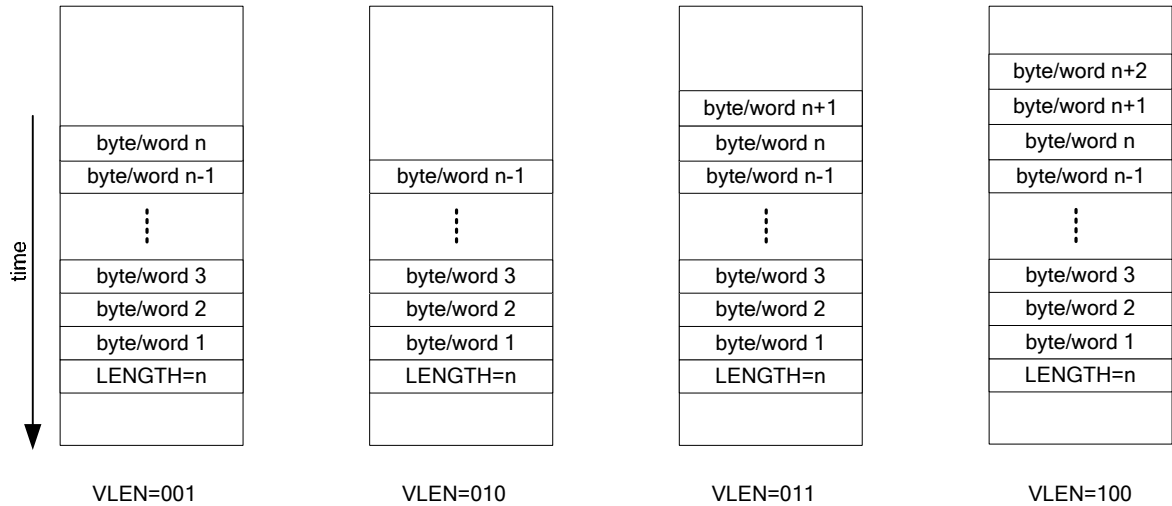 time
byte/word n
byte/word n-1
byte/word 3
byte/word 2
byte/word 1
LENGTH=n
VLEN=001
byte/word n-1
byte/word 3
byte/word 2
byte/word 1
LENGTH=n
VLEN=010
byte/word n+1
byte/word n
byte/word n-1
byte/word 3
byte/word 2
byte/word 1
LENGTH=n
VLEN=011
byte/word n+2
byte/word n+1
byte/word n
byte/word n-1
byte/word 3
byte/word 2
byte/word 1
LENGTH=n
VLEN=100